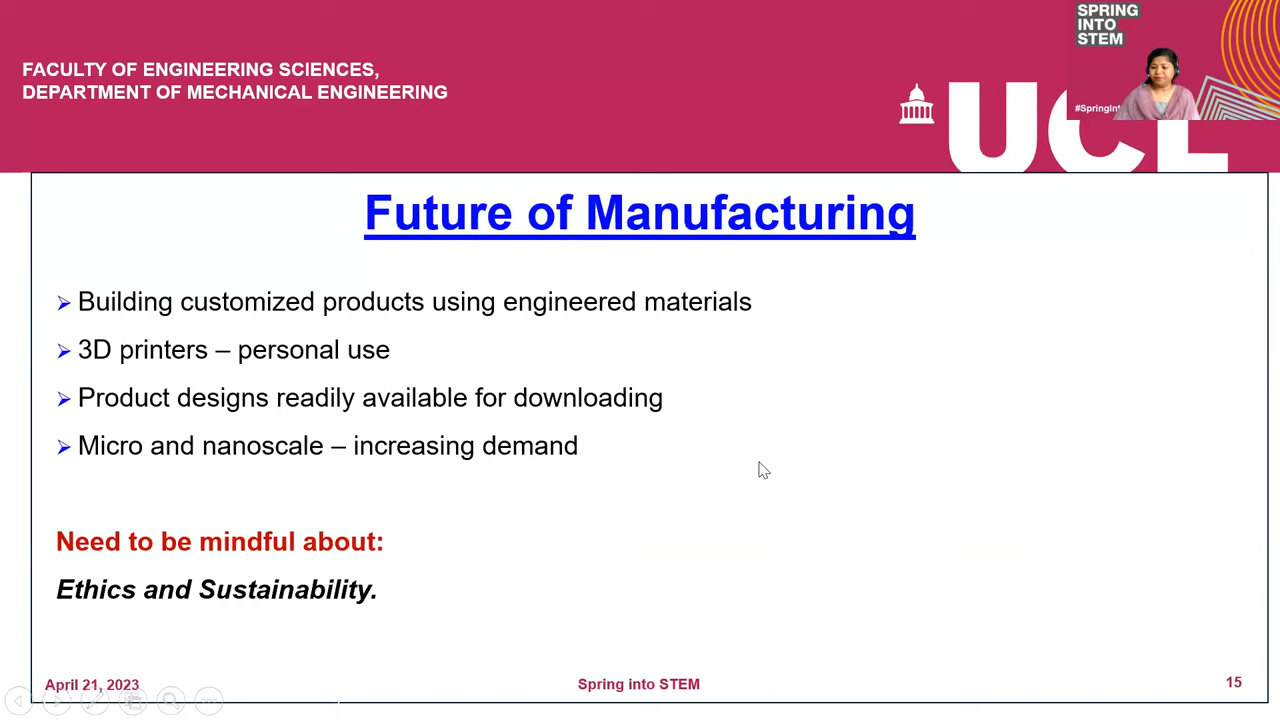 SPRING
INTO
STEM
FACULTY OF ENGINEERING SCIENCES,
DEPARTMENT OF MECHANICAL ENGINEERING
#SpringInt
UCL
Future of Manufacturing
➢ Building customized products using engineered materials
➢ 3D printers – personal use
➢ Product designs readily available for downloading
➢ Micro and nanoscale – increasing demand
Need to be mindful about:
Ethics and Sustainability.
April 21, 2023
Spring into STEM
15